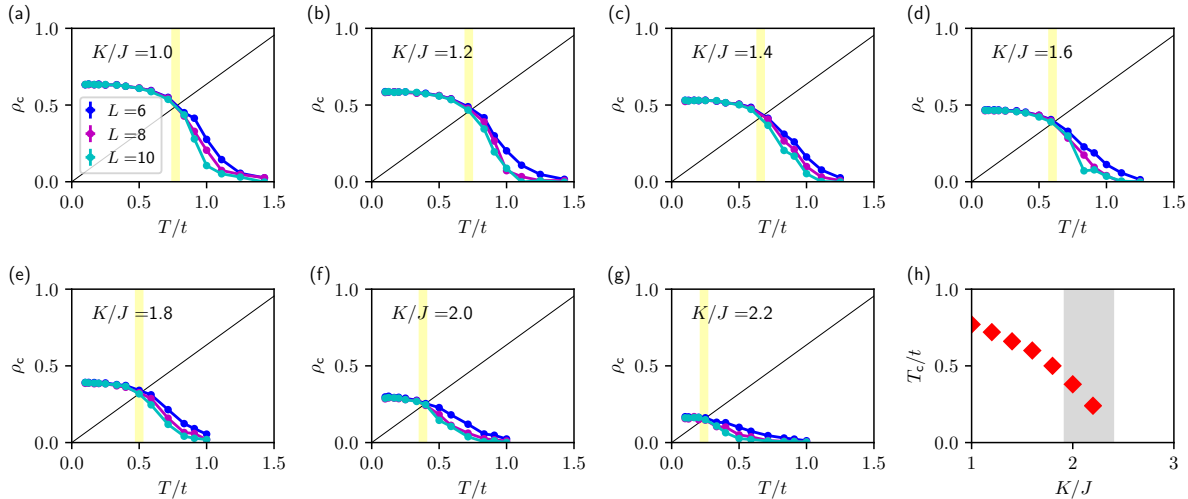 (a)
1.0
0.5
0.0
ρc
K/J =1.0
L =6
L =8
L =10
0.0 0.5 1.0 1.5
T/t
(b)
1.0
0.5
0.0
ρc
K/J =1.2
0.0 0.5 1.0 1.5
T/t
(c)
1.0
0.5
0.0
ρc
K/J =1.4
0.0 0.5 1.0 1.5
T/t
(d)
1.0
0.5
0.0
ρc
K/J =1.6
0.0 0.5 1.0 1.5
T/t
(e)
1.0
0.5
0.0
ρc
K/J =1.8
0.0 0.5 1.0 1.5
T/t
(f)
1.0
0.5
0.0
ρc
K/J =2.0
0.0 0.5 1.0 1.5
T/t
(g)
1.0
0.5
0.0
ρc
K/J =2.2
0.0 0.5 1.0 1.5
T/t
(h)
1.0
0.5
0.0
Tc/t
1 2 3
K/J